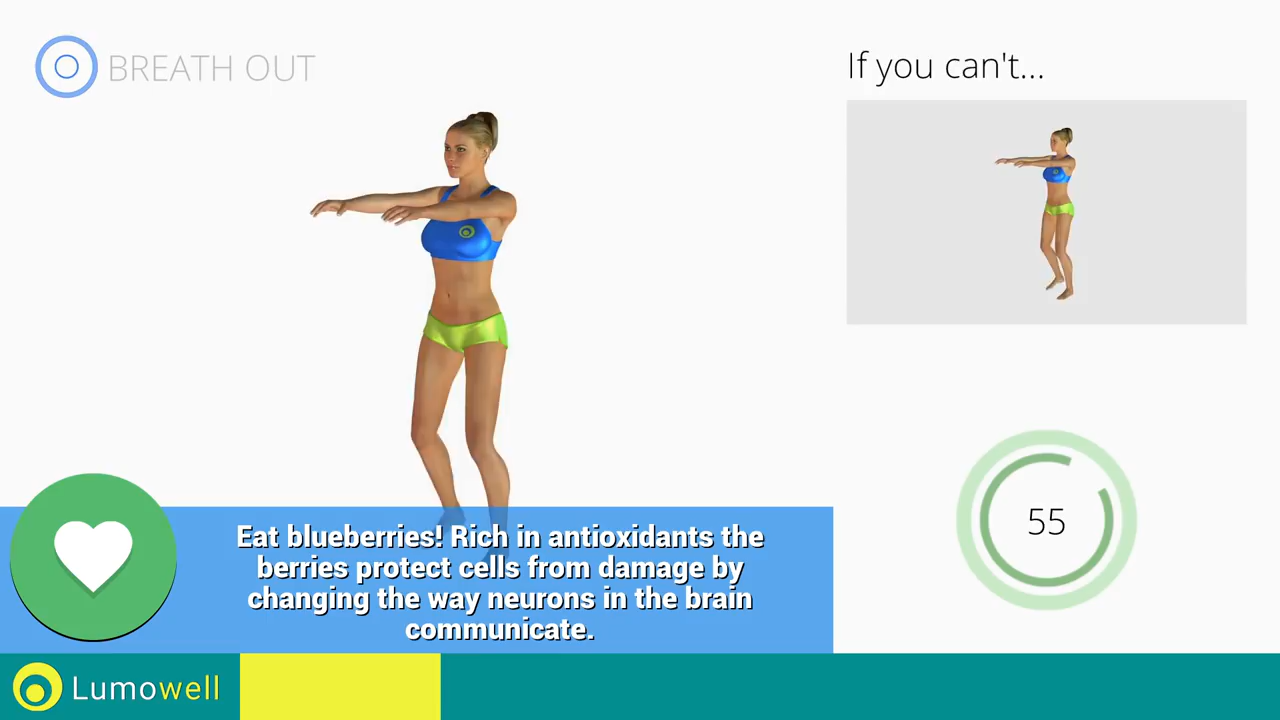 BREATH OUT
If you can't...
55
Eat blueberries! Rich in antioxidants the
berries protect cells from damage by
changing the way neurons in the brain
communicate.
Lumowell